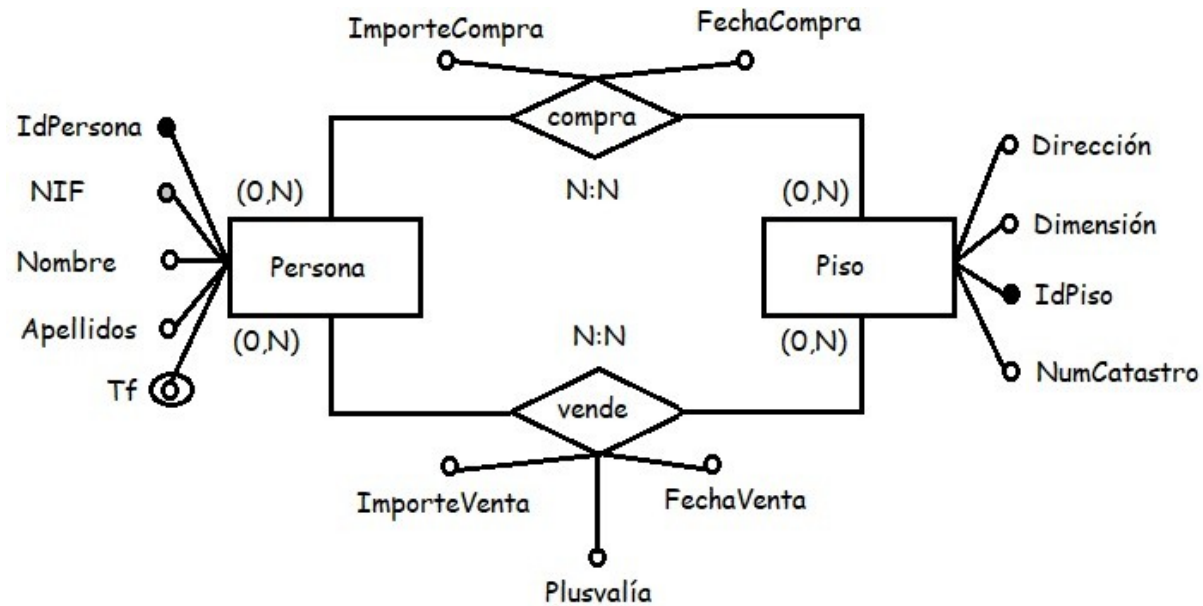 ImporteCompra
FechaCompra
compra
N:N
IdPersona
NIF
Nombre
Apellidos
Tf
(0,N)
Persona
(0,N)
(0,N)
Piso
(0,N)
Dirección
Dimensión
IdPiso
NumCatastro
N:N
vende
ImporteVenta
FechaVenta
Plusvalía